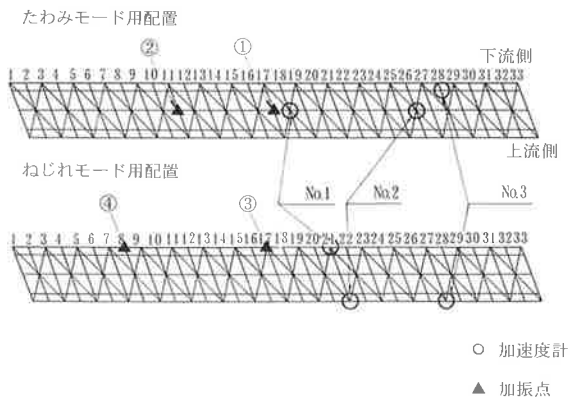 たわみモード用配置
② ①
下流側
1 2 3 4 5 6 7 8 9 10 11 12 13 14 15 16 17 18 19 20 21 22 23 24 25 26 27 28 29 30 31 32 33
上流側
ねじれモード用配置
No.1 No.2 No.3
④ ③
1 2 3 4 5 6 7 8 9 10 11 12 13 14 15 16 17 18 19 20 21 22 23 24 25 26 27 28 29 30 31 32 33
○ 加速度計
▲ 加振点